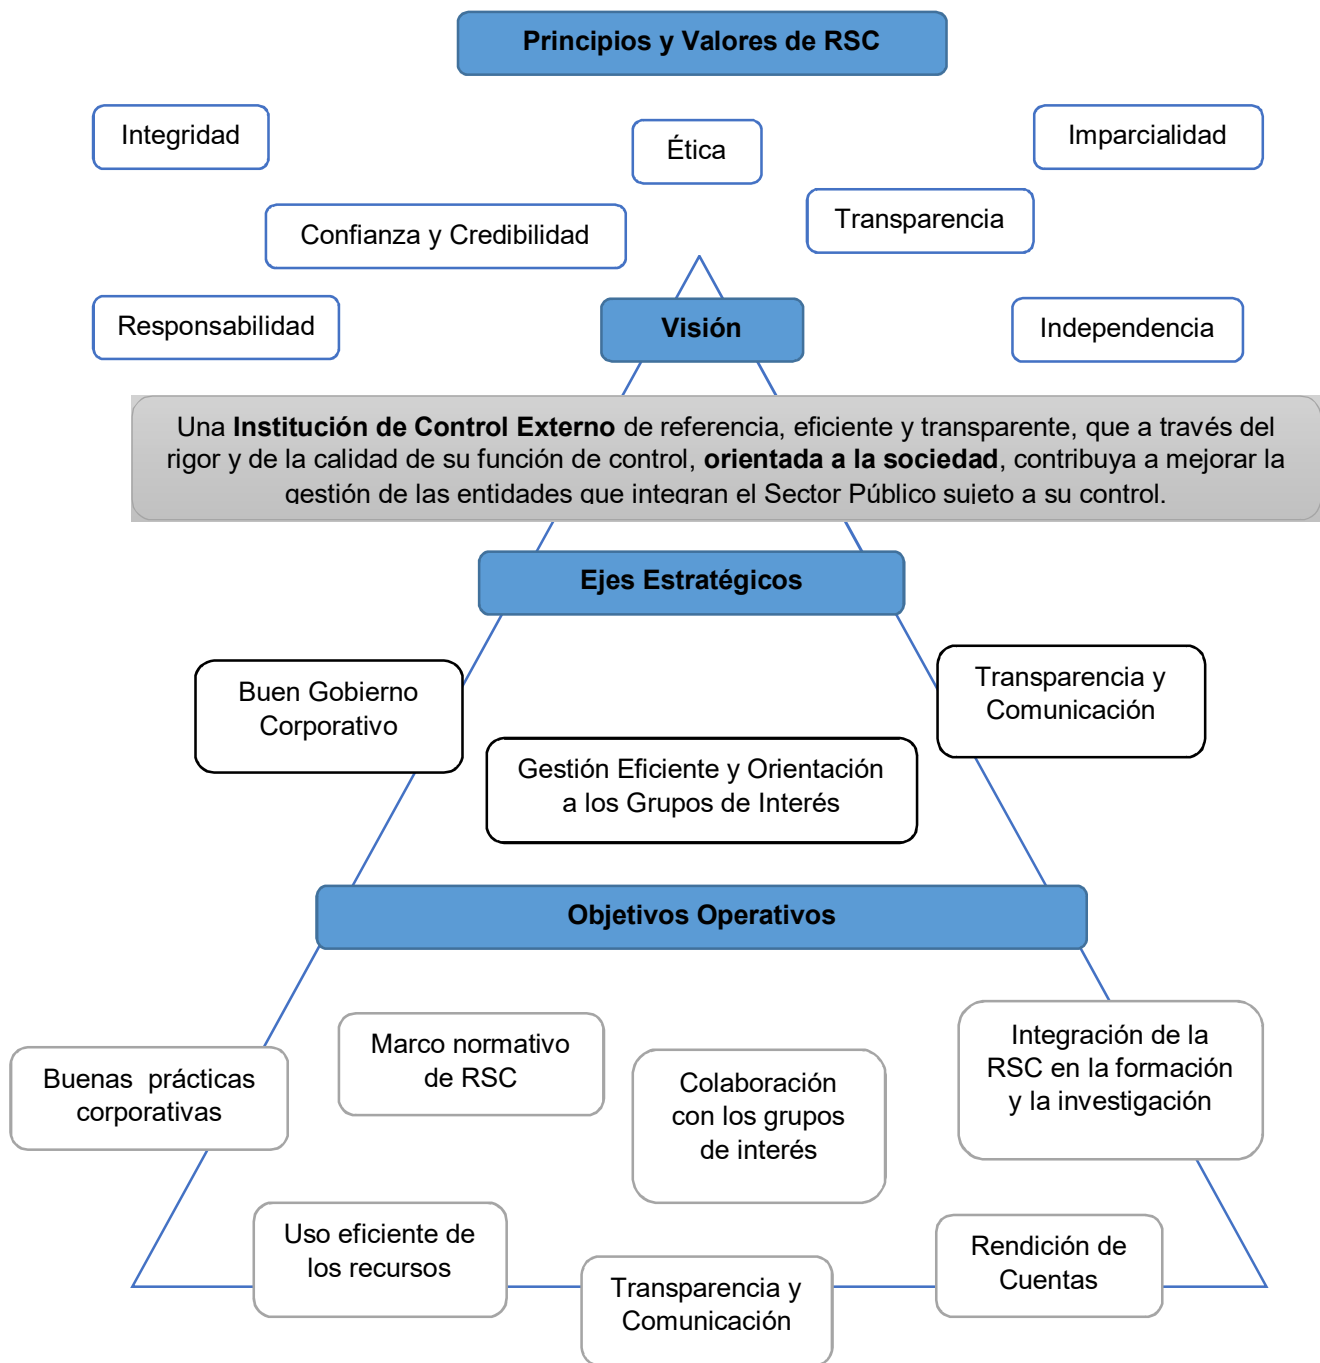 Principios y Valores de RSC
Integridad
Ética
Imparcialidad
Confianza y Credibilidad
Transparencia
Responsabilidad
Visión
Independencia
Una Institución de Control Externo de referencia, eficiente y transparente, que a través del
rigor y de la calidad de su función de control, orientada a la sociedad, contribuya a mejorar la
gestión de las entidades que integran el Sector Público sujeto a su control.
Ejes Estratégicos
Buen Gobierno
Corporativo
Transparencia y
Comunicación
Gestión Eficiente y Orientación
a los Grupos de Interés
Objetivos Operativos
Buenas prácticas
corporativas
Marco normativo
de RSC
Colaboración
con los grupos
de interés
Integración de la
RSC en la formación
y la investigación
Uso eficiente de
los recursos
Transparencia y
Comunicación
Rendición de
Cuentas